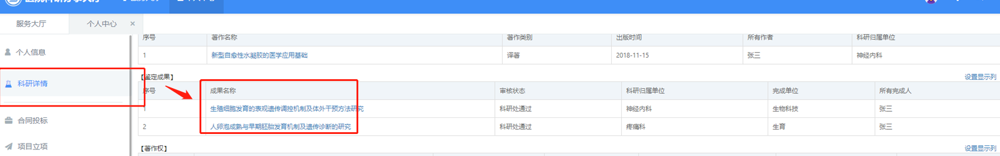 服务大厅 个人中心 ×
序号 著作名称 著作类别 出版时间 所有作者 科研归属单位
个人信息
1 新型自愈性水凝胶的医学应用基础 译著 2018-11-15 张三 神经内科
【鉴定成果】 设置显示列
科研详情
序号 成果名称 审核状态 科研归属单位 完成单位 所有完成人
1 生殖细胞发育的表观遗传调控机制及体外干预方法研究 科研处通过 神经内科 生物科技 张三
合同投标
2 人卵泡成熟与早期胚胎发育机制及遗传诊断的研究 科研处通过 疼痛科 生育 张三
项目立项
【著作权】 设置显示列